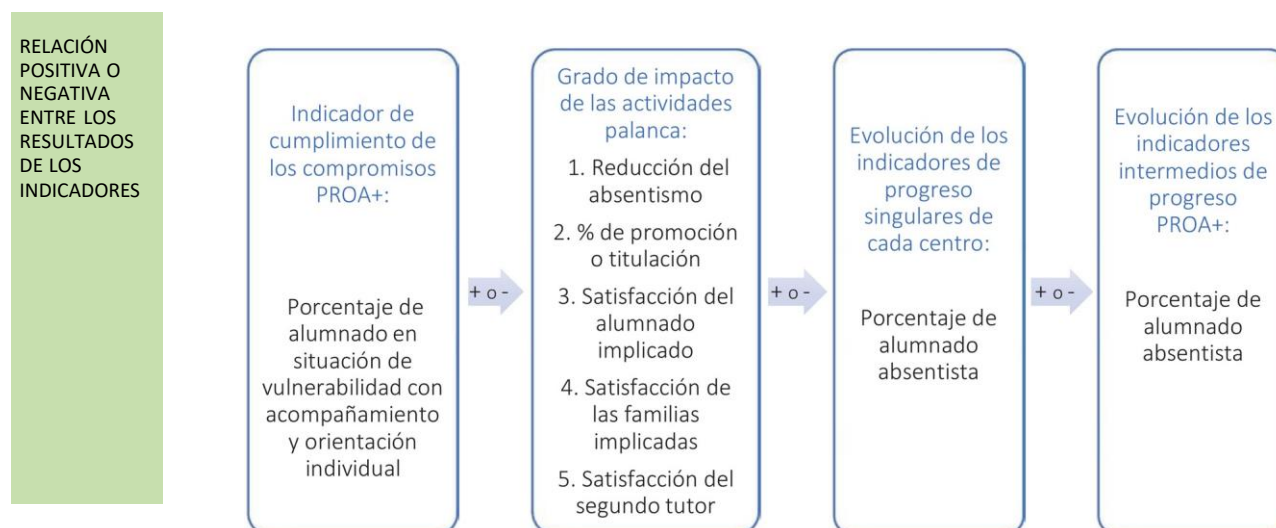 RELACIÓN
POSITIVA O
NEGATIVA
ENTRE LOS
RESULTADOS
DE LOS
INDICADORES
Indicador de
cumplimiento de
los compromisos
PROA+:
Porcentaje de
alumnado en
situación de
vulnerabilidad con
acompañamiento
y orientación
individual
+ o -
Grado de impacto
de las actividades
palanca:
1. Reducción del
absentismo
2. % de promoción
o titulación
3. Satisfacción del
alumnado
implicado
4. Satisfacción de
las familias
implicadas
5. Satisfacción del
segundo tutor
+ o -
Evolución de los
indicadores de
progreso
singulares de
cada centro:
Porcentaje de
alumnado
absentista
+ o -
Evolución de los
indicadores
intermedios de
progreso
PROA+:
Porcentaje de
alumnado
absentista